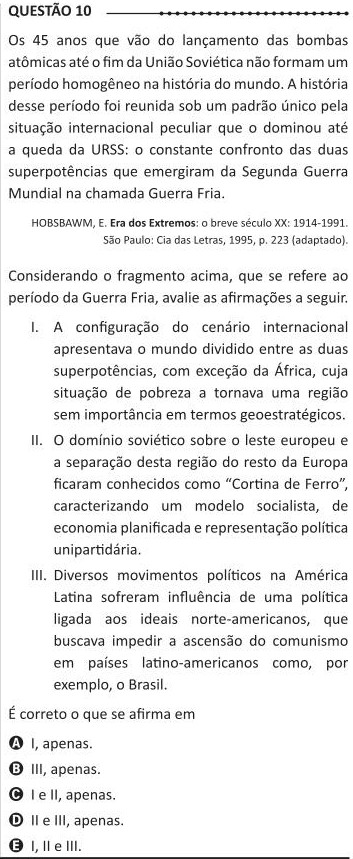 QUESTÃO 10
Os 45 anos que vão do lançamento das bombas
atômicas até o fim da União Soviética não formam um
período homogêneo na história do mundo. A história
desse período foi reunida sob um padrão único pela
situação internacional peculiar que o dominou até
a queda da URSS: o constante confronto das duas
superpotências que emergiram da Segunda Guerra
Mundial na chamada Guerra Fria.
HOBSBAWM, E. Era dos Extremos: o breve século XX: 1914-1991.
São Paulo: Cia das Letras, 1995, p. 223 (adaptado).
Considerando o fragmento acima, que se refere ao
período da Guerra Fria, avalie as afirmações a seguir.
I. A configuração do cenário internacional
apresentava o mundo dividido entre as duas
superpotências, com exceção da África, cuja
situação de pobreza a tornava uma região
sem importância em termos geoestratégicos.
II. O domínio soviético sobre o leste europeu e
a separação desta região do resto da Europa
ficaram conhecidos como “Cortina de Ferro”,
caracterizando um modelo socialista, de
economia planificada e representação política
unipartidária.
III. Diversos movimentos políticos na América
Latina sofreram influência de uma política
ligada aos ideais norte-americanos, que
buscava impedir a ascensão do comunismo
em países latino-americanos como, por
exemplo, o Brasil.
É correto o que se afirma em
A I, apenas.
B III, apenas.
C I e II, apenas.
D II e III, apenas.
E I, II e III.